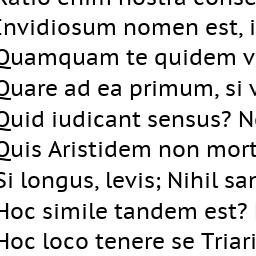 Ratio enim nostra conse
Invidiosum nomen est, i
Quamquam te quidem v
Quare ad ea primum, si v
Quid iudicant sensus? N
Quis Aristidem non mort
Si longus, levis; Nihil sar
Hoc simile tandem est?
Hoc loco tenere se Triari